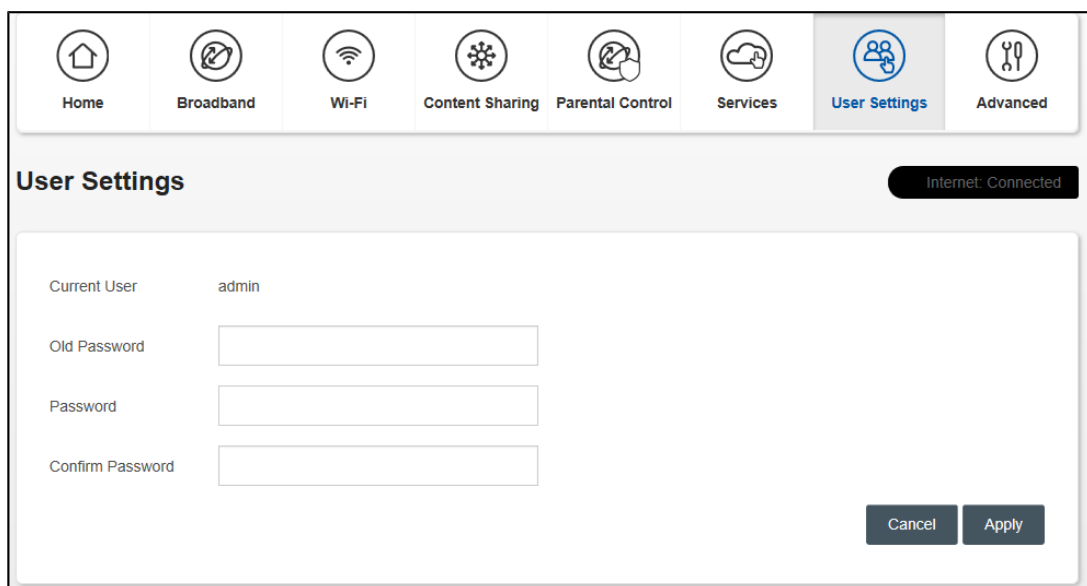 Home Broadband Wi-Fi Content Sharing Parental Control Services User Settings Advanced
User Settings
Internet: Connected
Current User admin
Old Password
Password
Confirm Password
Cancel Apply